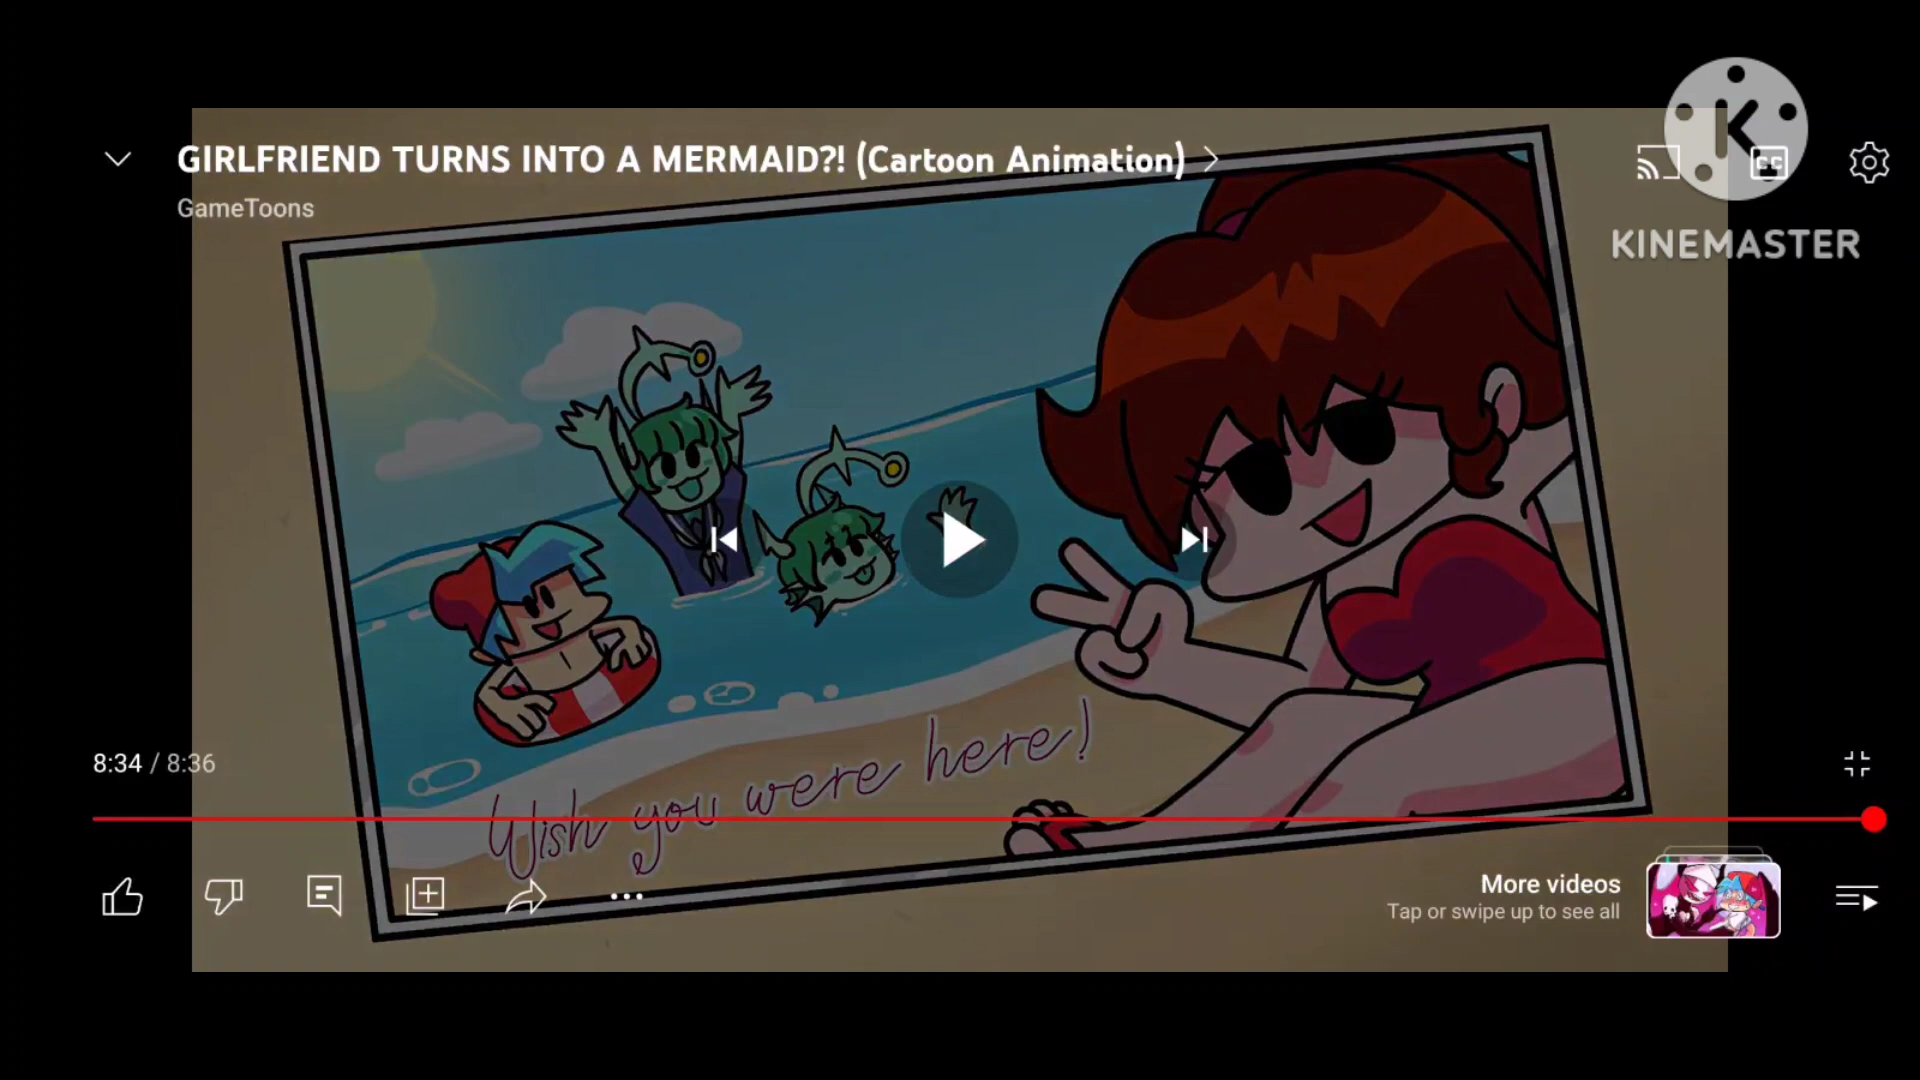 GIRLFRIEND TURNS INTO A MERMAID?! (Cartoon Animation)
GameToons
K
CC
KINEMASTER
Wish you were here!
8:34 / 8:36
More videos
Tap or swipe up to see all